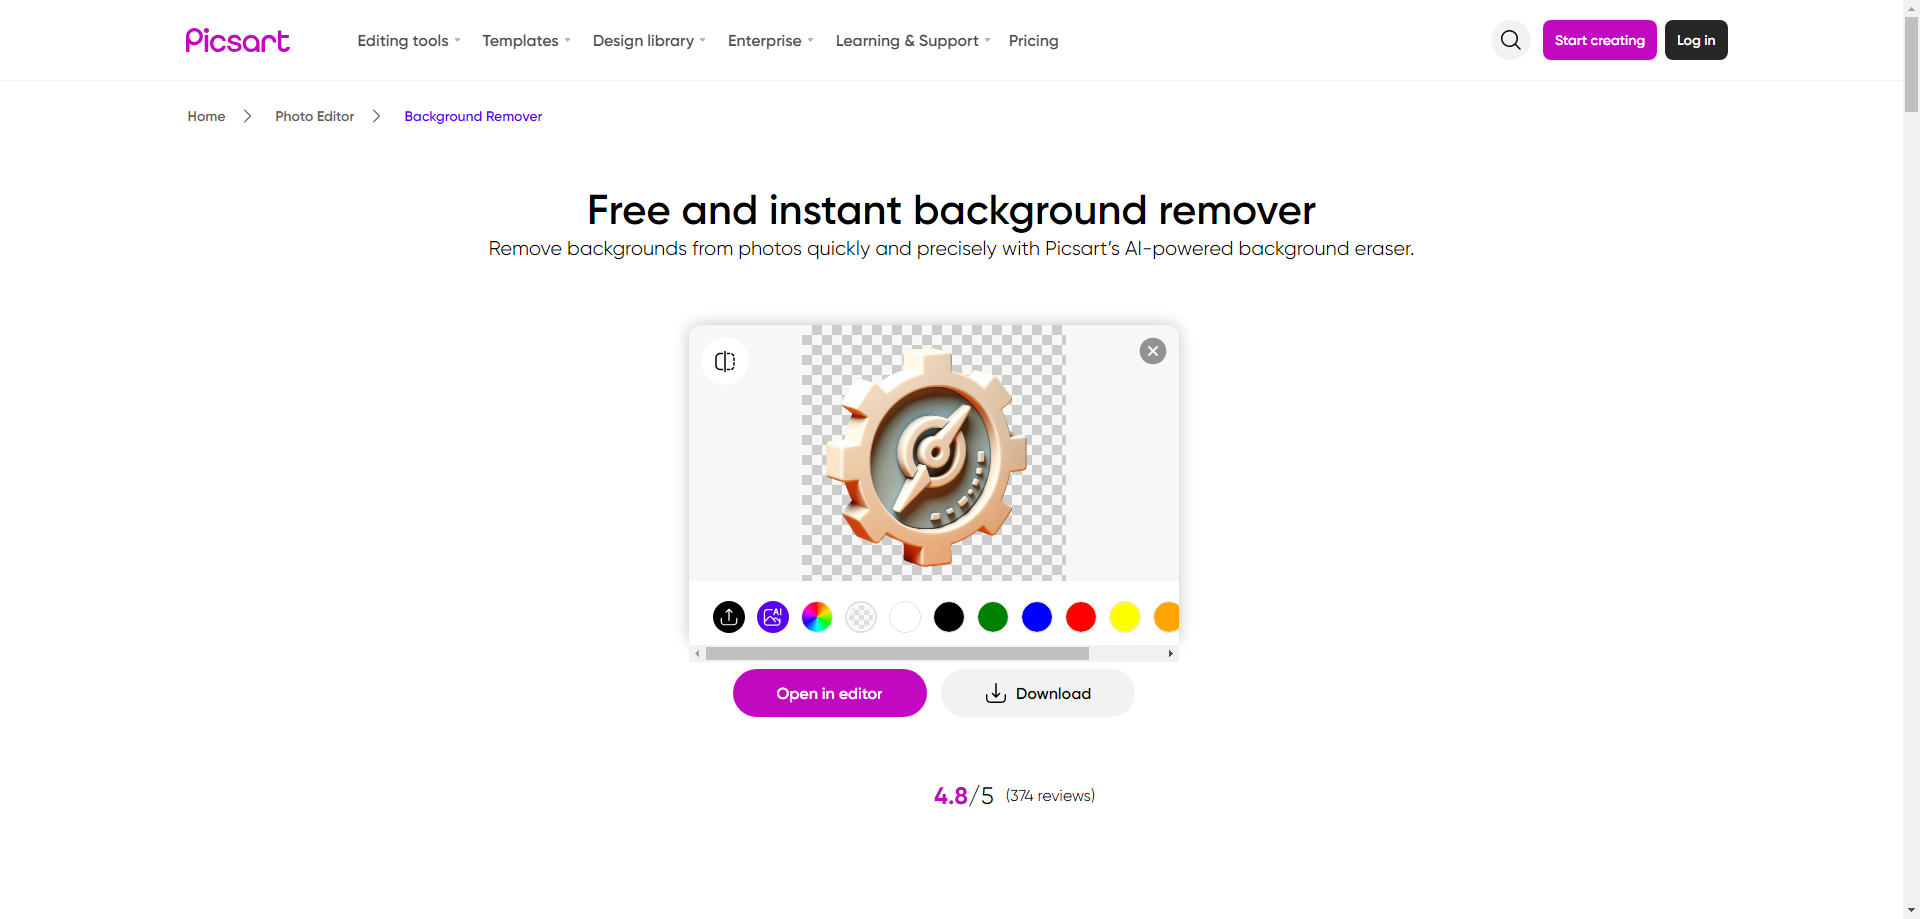 Picsart
Editing tools
Templates
Design library
Enterprise
Learning & Support
Pricing
Start creating
Log in
Home
Photo Editor
Background Remover
Free and instant background remover
Remove backgrounds from photos quickly and precisely with Picsart’s AI-powered background eraser.
AI
Open in editor
Download
4.8/5 (374 reviews)